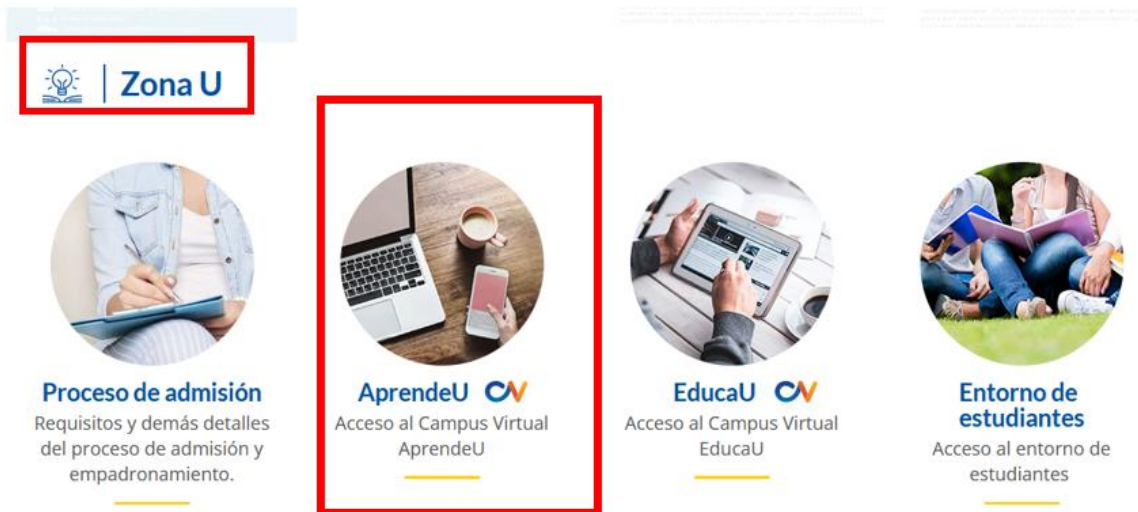 Zona U
Proceso de admisión
Requisitos y demás detalles
del proceso de admisión y
empadronamiento.
AprendeU
Acceso al Campus Virtual
AprendeU
EducaU
Acceso al Campus Virtual
EducaU
Entorno de
estudiantes
Acceso al entorno de
estudiantes